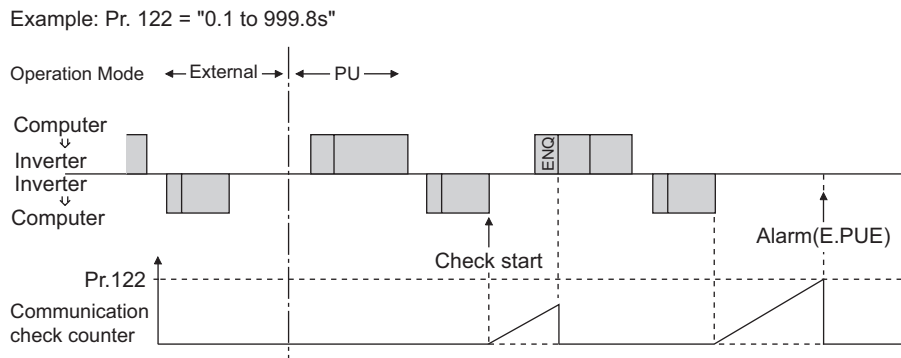 Example: Pr. 122 = "0.1 to 999.8s"
Operation Mode External PU
Computer
Inverter
Inverter
Computer
ENQ
Check start
Alarm(E.PUE)
Pr.122
Communication
check counter